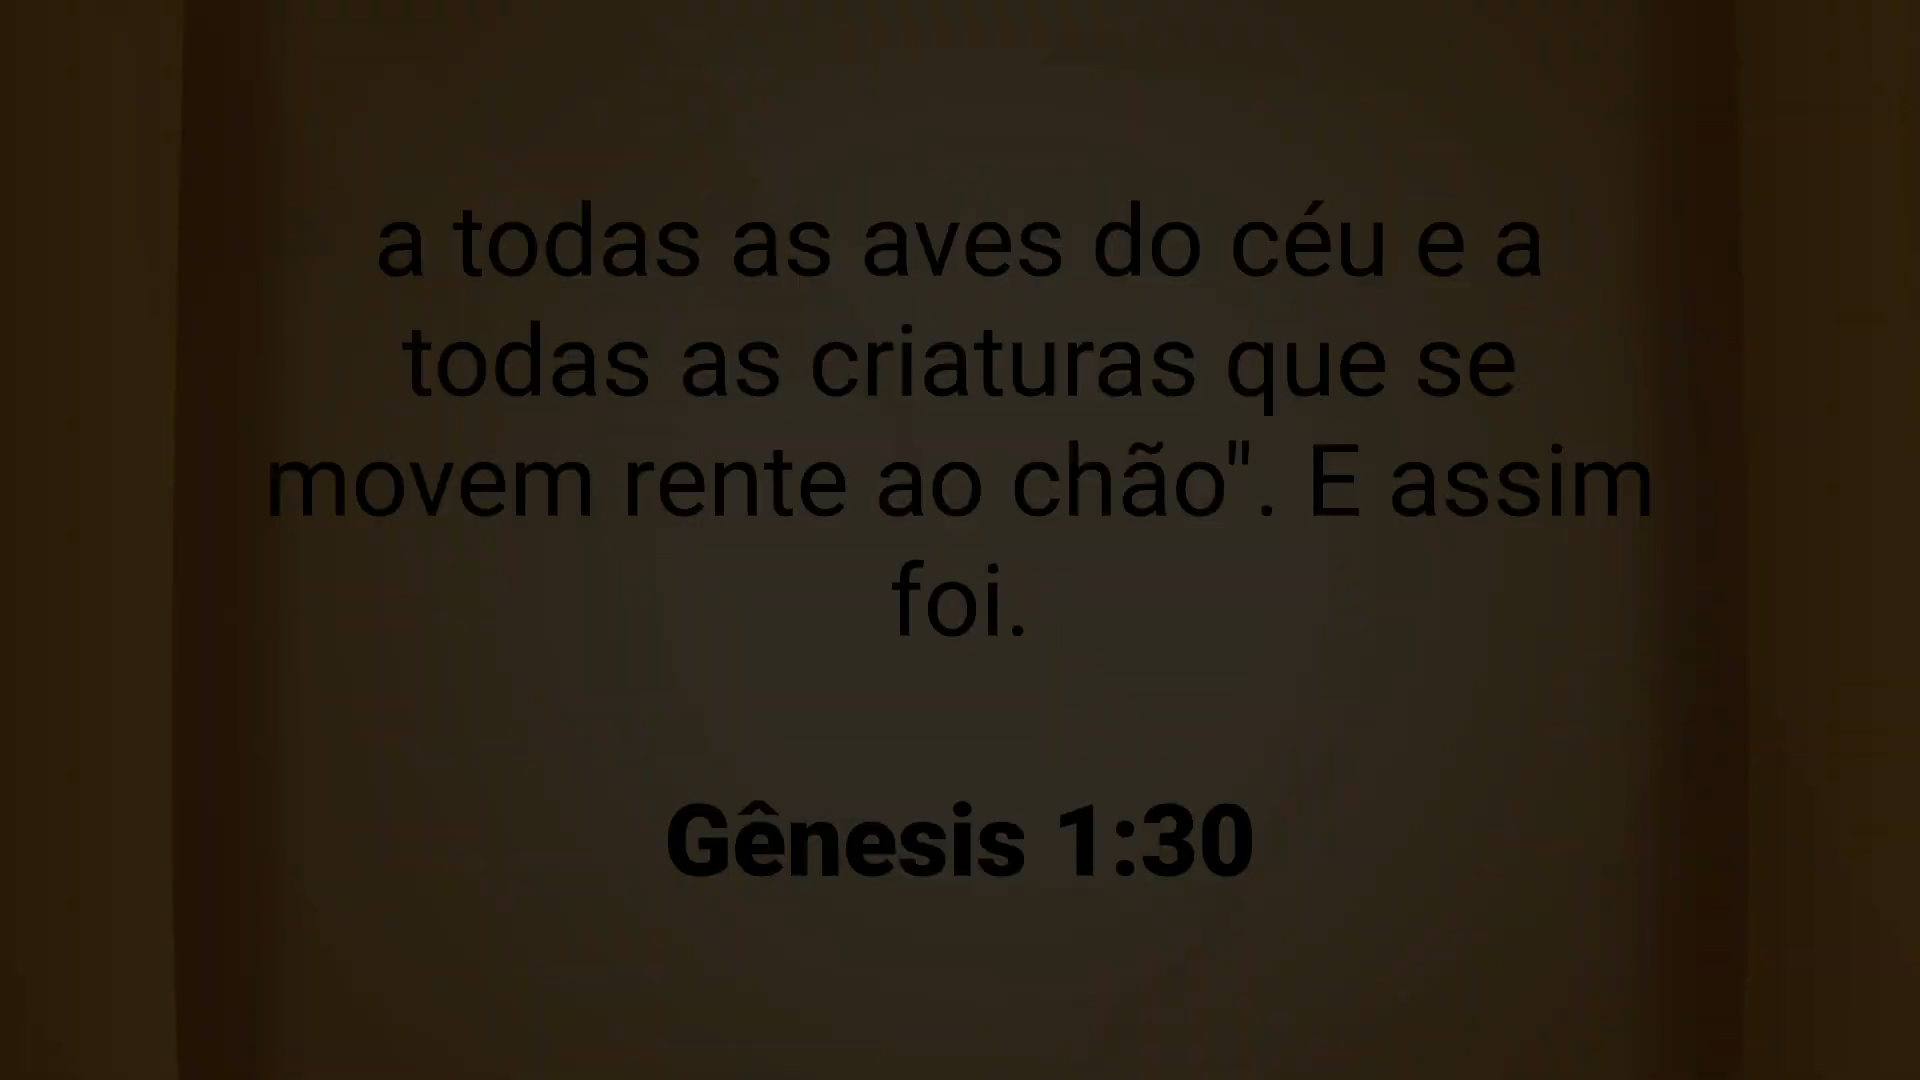 a todas as aves do céu e a
todas as criaturas que se
movem rente ao chão". E assim
foi.
Gênesis 1:30